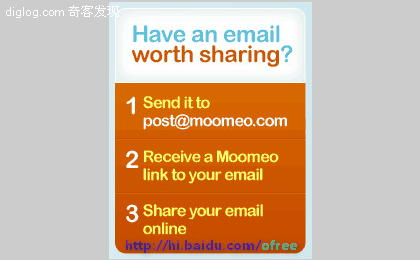 diglog.com 奇客发现
Have an email
worth sharing?
1 Send it to
post@moomeo.com
2 Receive a Moomeo
link to your email
3 Share your email
online
http://hi.baidu.com/ofree